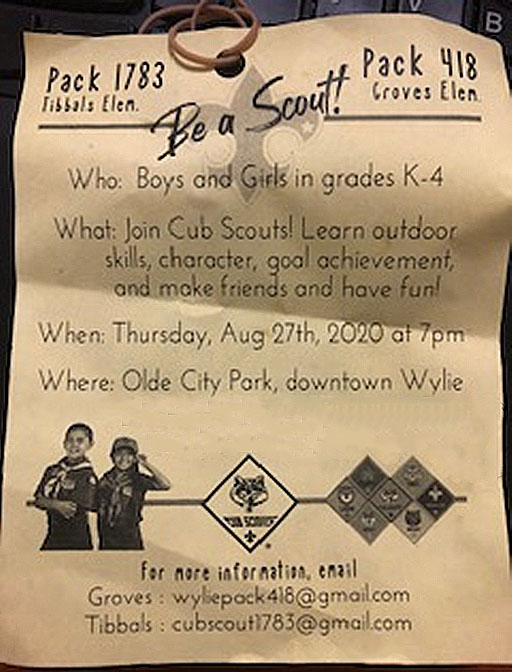 Pack 1783
Tibbals Elem.
Pack 418
Groves Elem.
Be a Scout!
Who: Boys and Girls in grades K-4
What: Join Cub Scouts! Learn outdoor
skills, character, goal achievement,
and make friends and have fun!
When: Thursday, Aug 27th, 2020 at 7pm
Where: Olde City Park, downtown Wylie
CUB SCOUTS
For more information, email
Groves : wyliepack418@gmail.com
Tibbals : cubscout1783@gmail.com
B